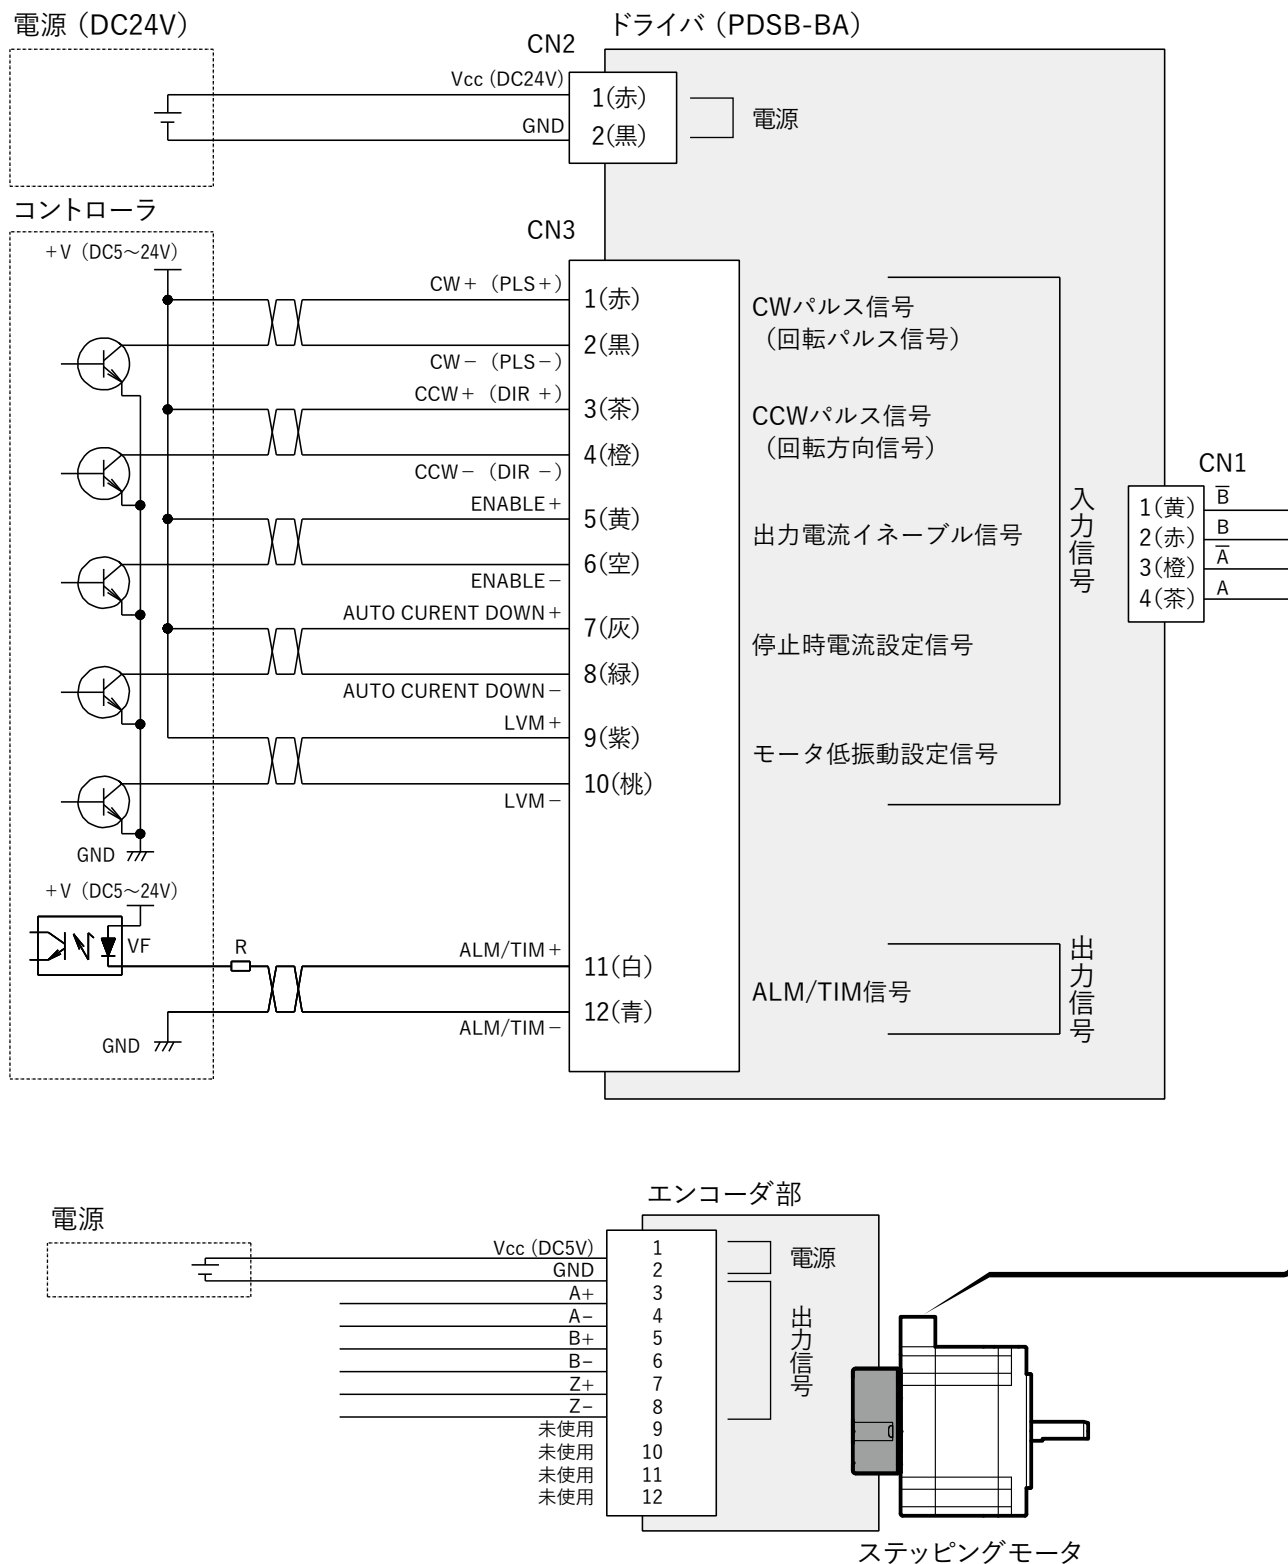 電源（DC24V）
ドライバ（PDSB-BA）
CN2
Vcc (DC24V)
1(赤)
GND
2(黒)
電源
コントローラ
CN3
+V（DC5〜24V）
CW+（PLS+）
1(赤)
CWパルス信号
（回転パルス信号）
2(黒)
CW−（PLS−）
CCW+（DIR +）
3(茶)
CCWパルス信号
（回転方向信号）
4(橙)
CCW−（DIR −）
ENABLE+
5(黄)
出力電流イネーブル信号
6(空)
ENABLE−
AUTO CURENT DOWN+
7(灰)
停止時電流設定信号
8(緑)
AUTO CURENT DOWN−
LVM+
9(紫)
モータ低振動設定信号
10(桃)
LVM−
入力信号
CN1
1(黄)
B̅
2(赤)
B
3(橙)
A̅
4(茶)
A
GND
+V（DC5〜24V）
VF
R
ALM/TIM+
11(白)
ALM/TIM信号
12(青)
ALM/TIM−
GND
出力信号
エンコーダ部
電源
Vcc (DC5V)
1
GND
2
電源
A+
3
A−
4
B+
5
B−
6
Z+
7
Z−
8
出力信号
未使用
9
未使用
10
未使用
11
未使用
12
ステッピングモータ